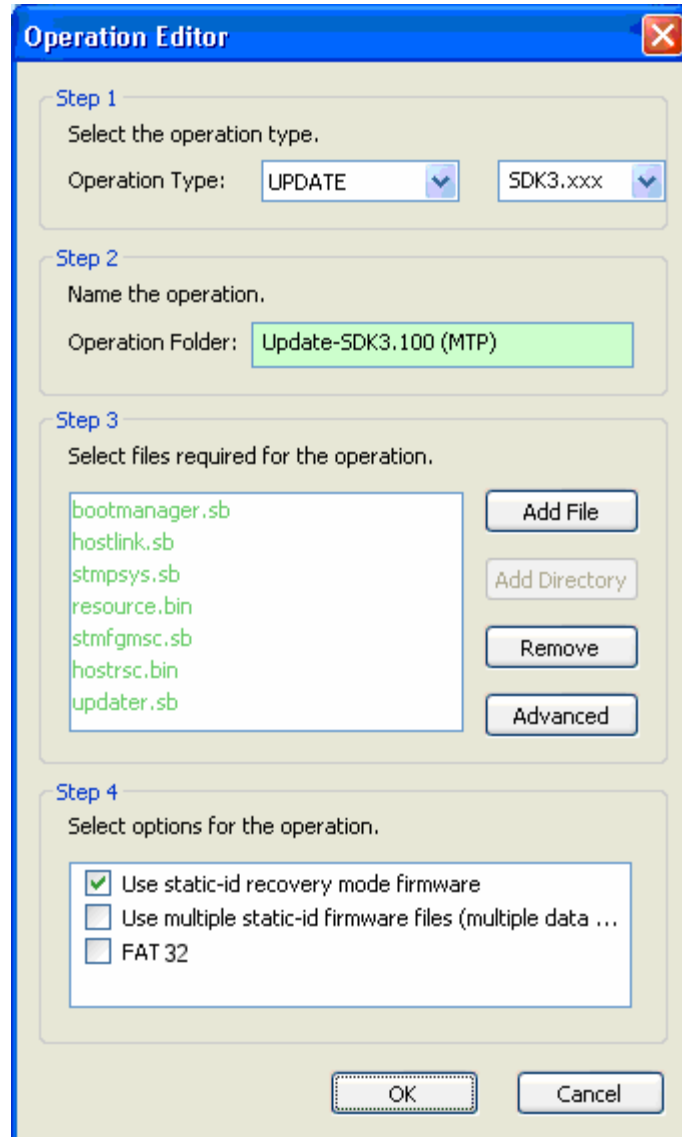 Operation Editor
Step 1
Select the operation type.
Operation Type: UPDATE SDK3.xxx
Step 2
Name the operation.
Operation Folder: Update-SDK3.100 (MTP)
Step 3
Select files required for the operation.
bootmanager.sb
hostlink.sb
stmpsys.sb
resource.bin
stmfgmsc.sb
hostrsc.bin
updater.sb
Add File
Add Directory
Remove
Advanced
Step 4
Select options for the operation.
Use static-id recovery mode firmware
Use multiple static-id firmware files (multiple data ...
FAT 32
OK Cancel